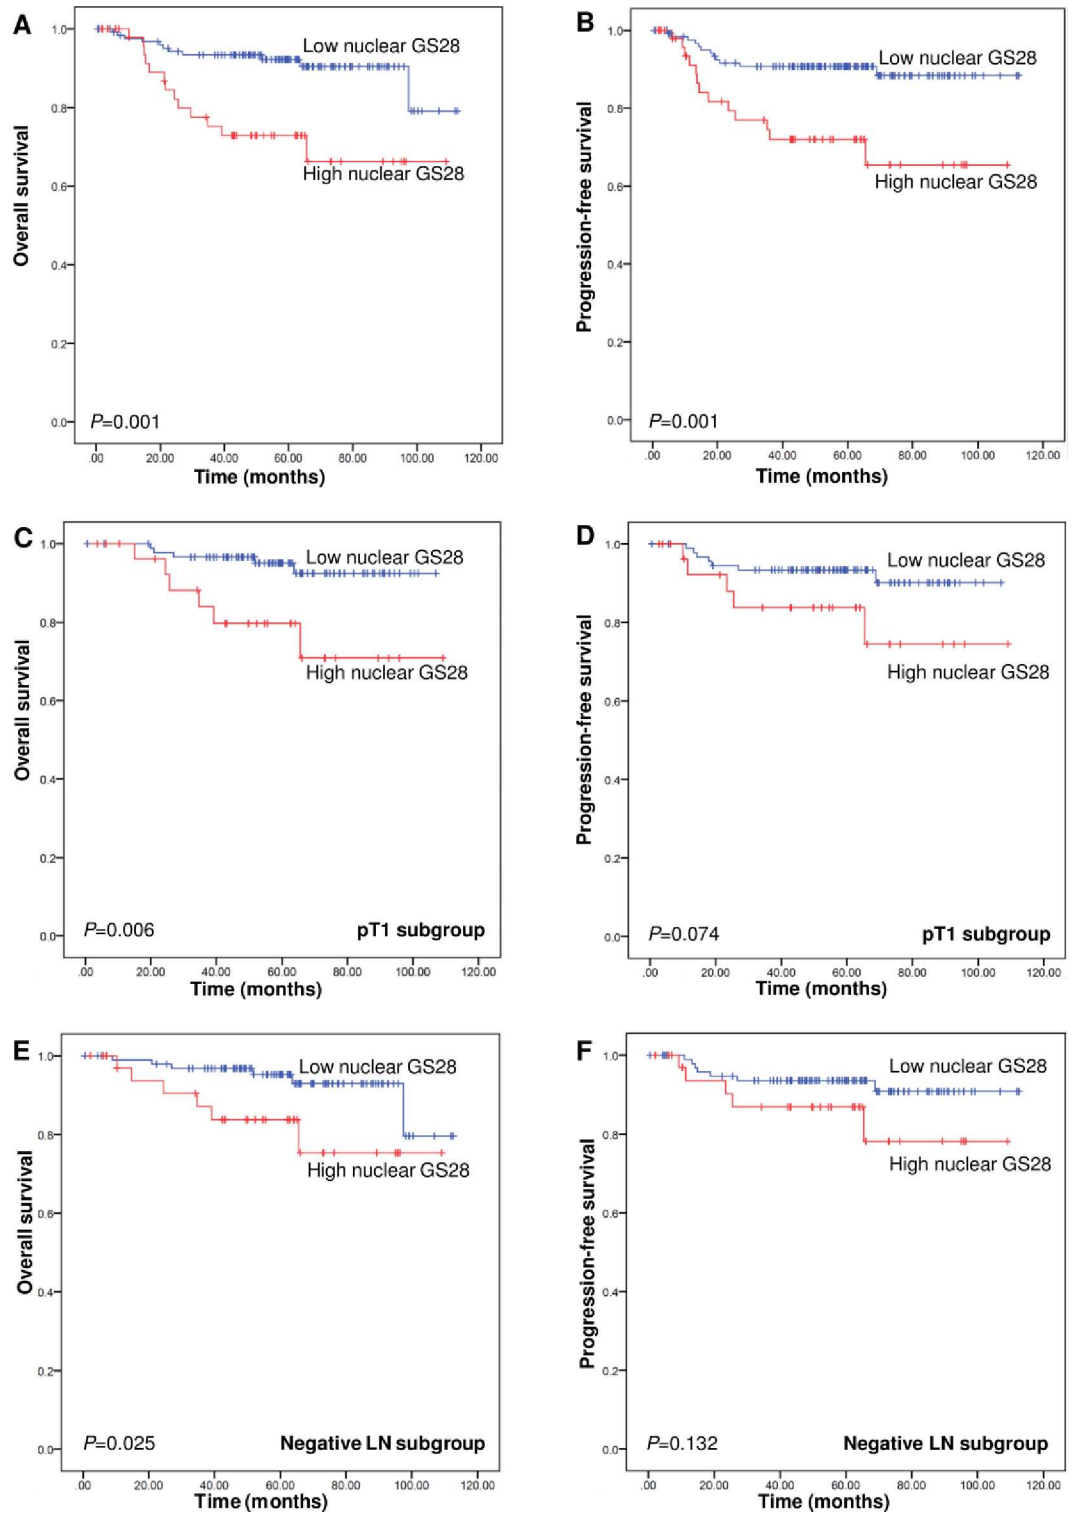 A
1.0
0.8
0.6
0.4
0.2
0.0
Overall survival
Low nuclear GS28
High nuclear GS28
P=0.001
.00 20.00 40.00 60.00 80.00 100.00 120.00
Time (months)
B
1.0
0.8
0.6
0.4
0.2
0.0
Progression-free survival
Low nuclear GS28
High nuclear GS28
P=0.001
.00 20.00 40.00 60.00 80.00 100.00 120.00
Time (months)
C
1.0
0.8
0.6
0.4
0.2
0.0
Overall survival
Low nuclear GS28
High nuclear GS28
P=0.006 pT1 subgroup
.00 20.00 40.00 60.00 80.00 100.00 120.00
Time (months)
D
1.0
0.8
0.6
0.4
0.2
0.0
Progression-free survival
Low nuclear GS28
High nuclear GS28
P=0.074 pT1 subgroup
.00 20.00 40.00 60.00 80.00 100.00 120.00
Time (months)
E
1.0
0.8
0.6
0.4
0.2
0.0
Overall survival
Low nuclear GS28
High nuclear GS28
P=0.025 Negative LN subgroup
.00 20.00 40.00 60.00 80.00 100.00 120.00
Time (months)
F
1.0
0.8
0.6
0.4
0.2
0.0
Progression-free survival
Low nuclear GS28
High nuclear GS28
P=0.132 Negative LN subgroup
.00 20.00 40.00 60.00 80.00 100.00 120.00
Time (months)